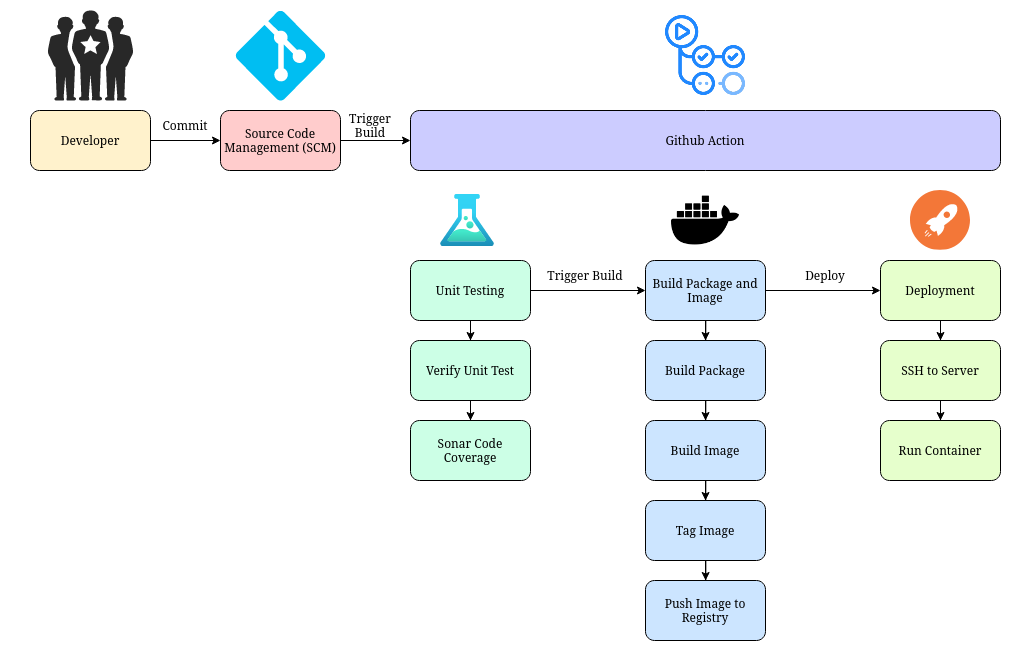 Developer
Commit
Source Code
Management (SCM)
Trigger
Build
Github Action
Unit Testing
Trigger Build
Build Package and
Image
Deploy
Deployment
Verify Unit Test
Build Package
SSH to Server
Sonar Code
Coverage
Build Image
Run Container
Tag Image
Push Image to
Registry